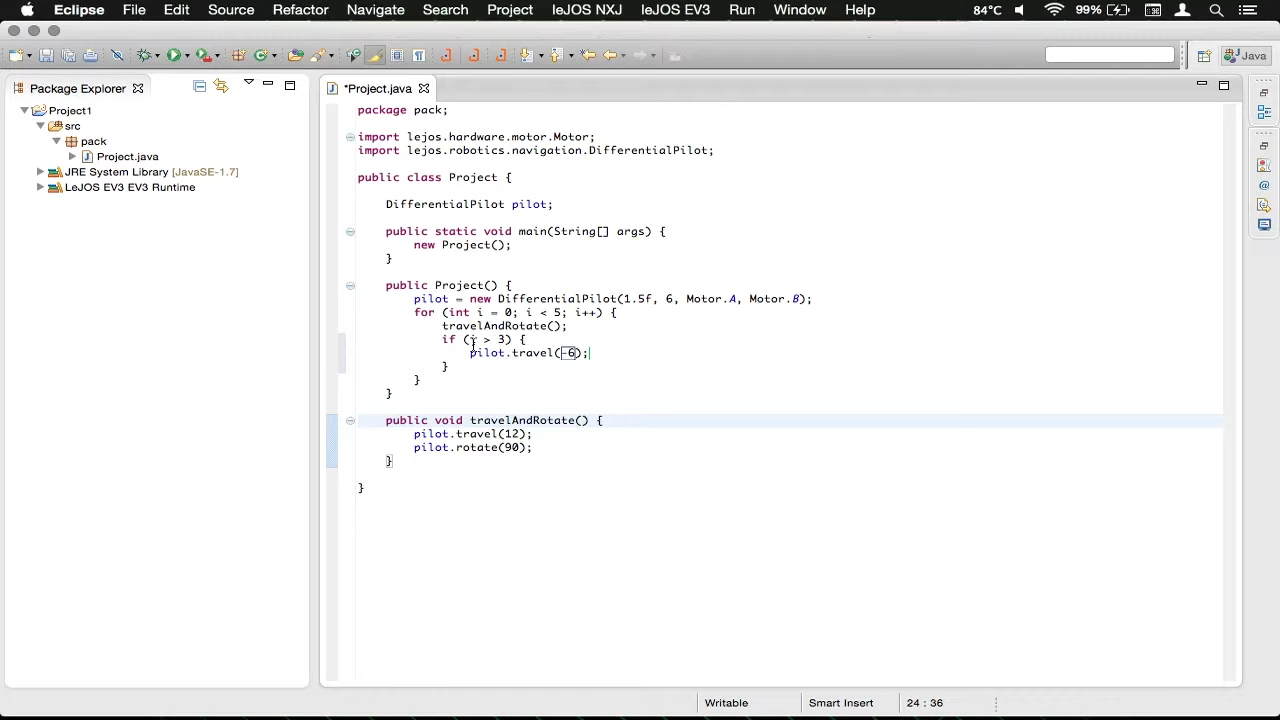 Eclipse File Edit Source Refactor Navigate Search Project leJOS NXJ leJOS EV3 Run Window Help 84°C 99%
Java
Package Explorer
*Project.java
Project1
src
pack
Project.java
JRE System Library [JavaSE-1.7]
LeJOS EV3 EV3 Runtime
package pack;
import lejos.hardware.motor.Motor;
import lejos.robotics.navigation.DifferentialPilot;
public class Project {
DifferentialPilot pilot;
public static void main(String[] args) {
new Project();
}
public Project() {
pilot = new DifferentialPilot(1.5f, 6, Motor.A, Motor.B);
for (int i = 0; i < 5; i++) {
travelAndRotate();
if (i > 3) {
pilot.travel(-6);
}
}
}
public void travelAndRotate() {
pilot.travel(12);
pilot.rotate(90);
}
}
Writable Smart Insert 24 : 36